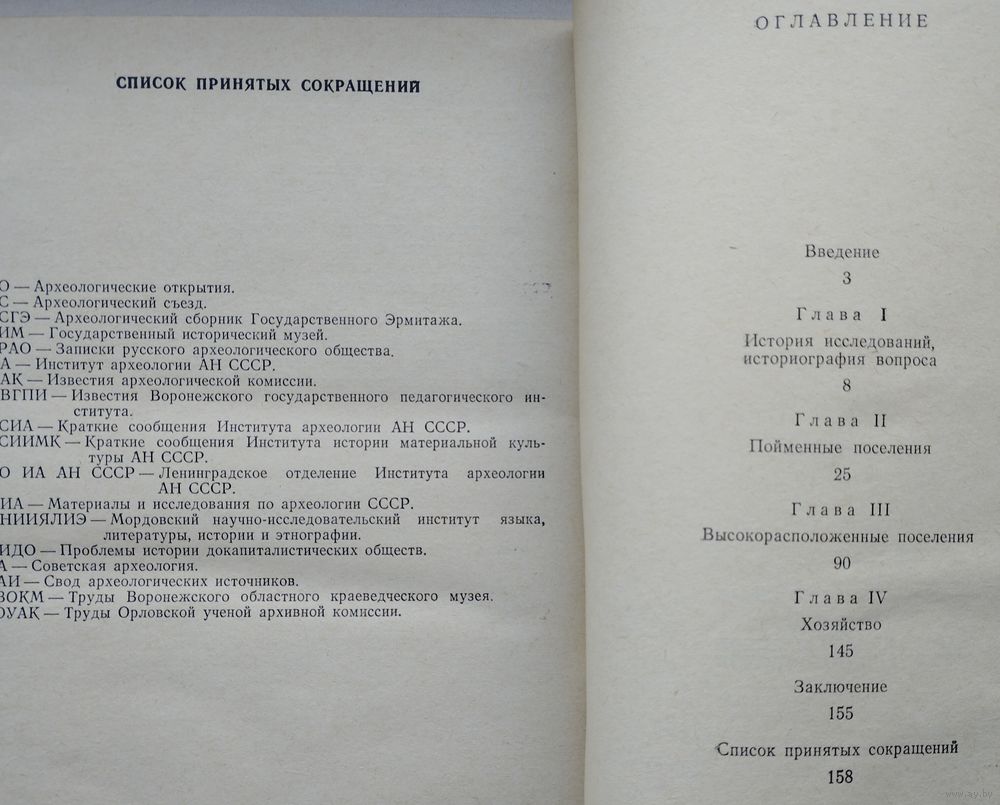 СПИСОК ПРИНЯТЫХ СОКРАЩЕНИЙ
О — Археологические открытия.
С — Археологический съезд.
СГЭ — Археологический сборник Государственного Эрмитажа.
ИМ — Государственный исторический музей.
РАО — Записки русского археологического общества.
А — Институт археологии АН СССР.
АК — Известия археологической комиссии.
ВГПИ — Известия Воронежского государственного педагогического ин-
ститута.
СИА — Краткие сообщения Института археологии АН СССР.
СИИМК — Краткие сообщения Института истории материальной куль-
туры АН СССР.
О ИА АН СССР — Ленинградское отделение Института археологии
АН СССР.
ИА — Материалы и исследования по археологии СССР.
НИИЯЛИЭ — Мордовский научно-исследовательский институт языка,
литературы, истории и этнографии.
ИДО — Проблемы истории докапиталистических обществ.
А — Советская археология.
АИ — Свод археологических источников.
ВОКМ — Труды Воронежского областного краеведческого музея.
ОУАК — Труды Орловской ученой архивной комиссии.
ОГЛАВЛЕНИЕ
Введение
3
Глава I
История исследований,
историография вопроса
8
Глава II
Пойменные поселения
25
Глава III
Высокорасположенные поселения
90
Глава IV
Хозяйство
145
Заключение
155
Список принятых сокращений
158
www.ay.by